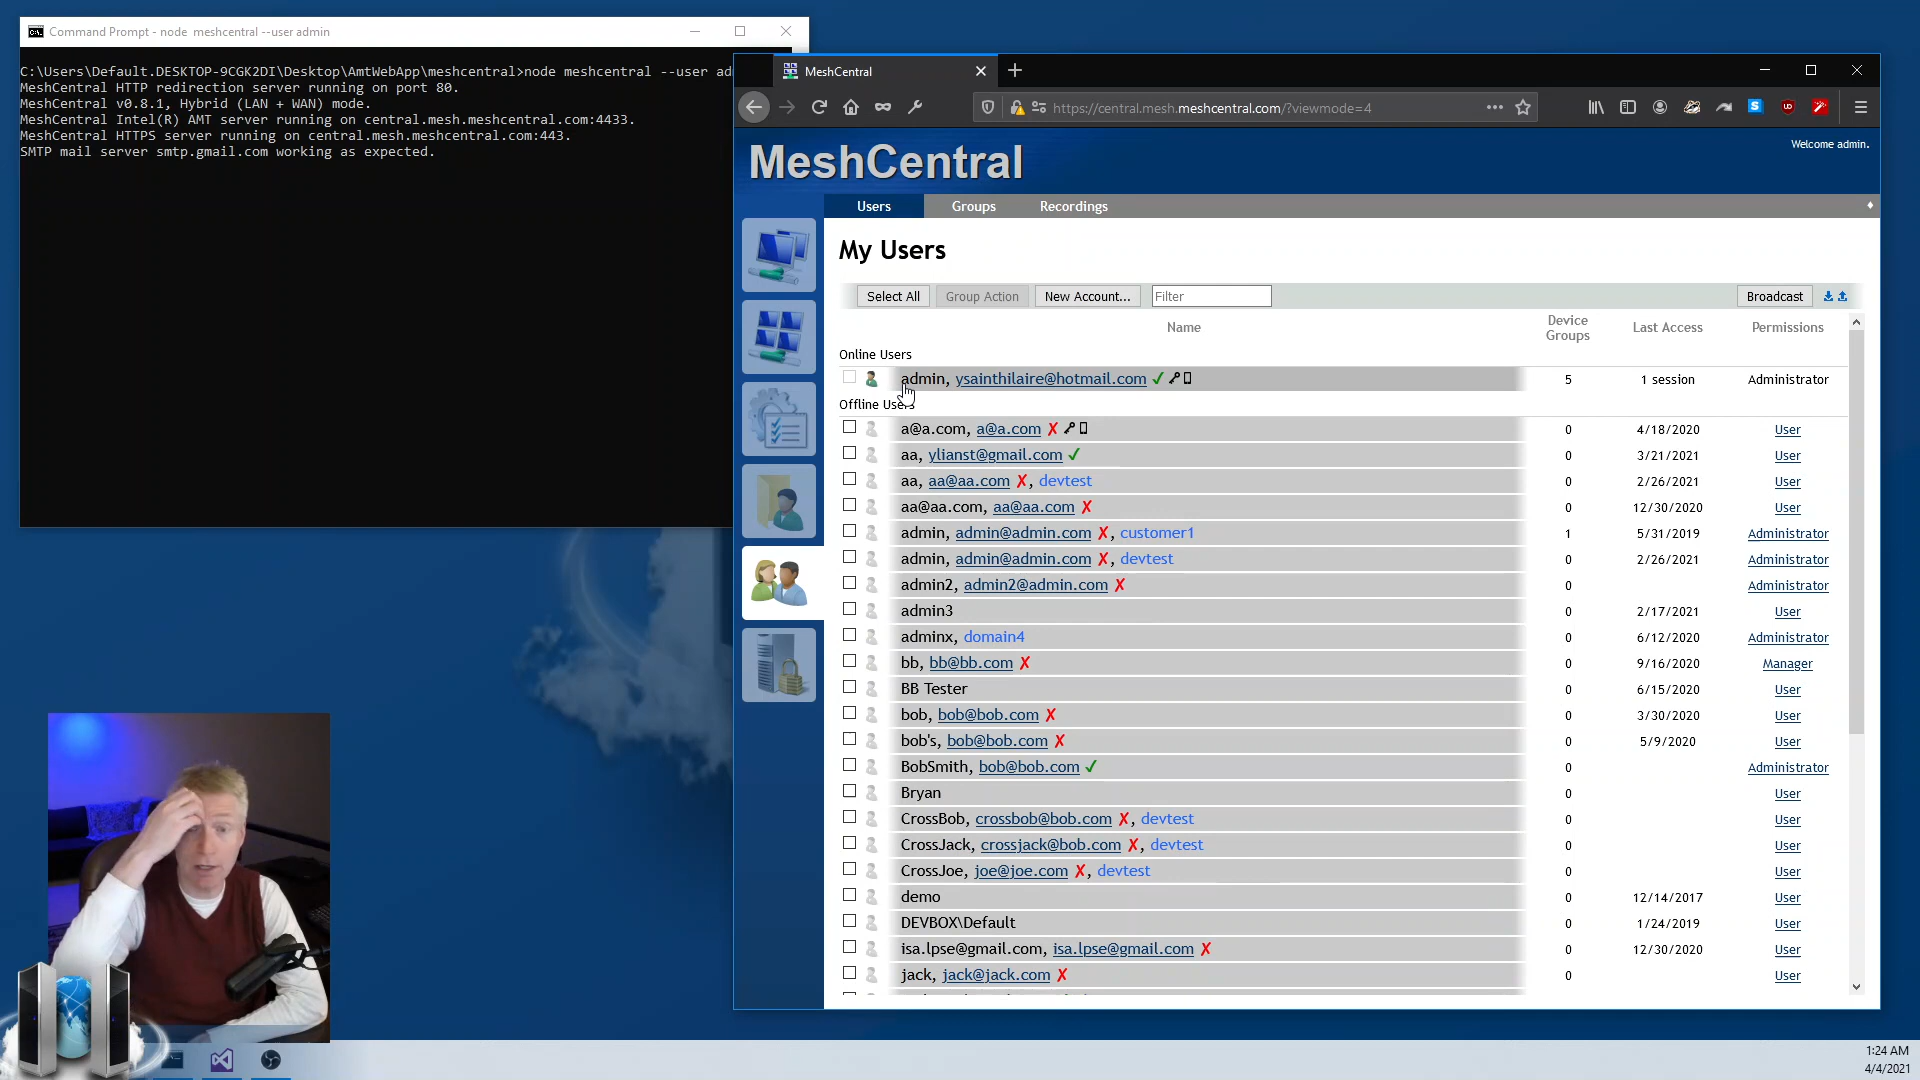 Command Prompt - node  meshcentral --user admin
C:\Users\Default.DESKTOP-9CGK2DI\Desktop\AmtWebApp\meshcentral>node meshcentral --user ad
MeshCentral HTTP redirection server running on port 80.
MeshCentral v0.8.1, Hybrid (LAN + WAN) mode.
MeshCentral Intel(R) AMT server running on central.mesh.meshcentral.com:4433.
MeshCentral HTTPS server running on central.mesh.meshcentral.com:443.
SMTP mail server smtp.gmail.com working as expected.
MeshCentral
https://central.mesh.meshcentral.com/?viewmode=4
MeshCentral
Welcome admin.
Users Groups Recordings
My Users
Select All Group Action New Account... Filter Broadcast
Name Device Groups Last Access Permissions
Online Users
admin, ysainthilaire@hotmail.com ✓ 5 1 session Administrator
Offline Users
a@a.com, a@a.com ✗ 0 4/18/2020 User
aa, ylianst@gmail.com ✓ 0 3/21/2021 User
aa, aa@aa.com ✗, devtest 0 2/26/2021 User
aa@aa.com, aa@aa.com ✗ 0 12/30/2020 User
admin, admin@admin.com ✗, customer1 1 5/31/2019 Administrator
admin, admin@admin.com ✗, devtest 0 2/26/2021 Administrator
admin2, admin2@admin.com ✗ 0 Administrator
admin3 0 2/17/2021 User
adminx, domain4 0 6/12/2020 Administrator
bb, bb@bb.com ✗ 0 9/16/2020 Manager
BB Tester 0 6/15/2020 User
bob, bob@bob.com ✗ 0 3/30/2020 User
bob's, bob@bob.com ✗ 0 5/9/2020 User
BobSmith, bob@bob.com ✓ 0 Administrator
Bryan 0 User
CrossBob, crossbob@bob.com ✗, devtest 0 User
CrossJack, crossjack@bob.com ✗, devtest 0 User
CrossJoe, joe@joe.com ✗, devtest 0 User
demo 0 12/14/2017 User
DEVBOX\Default 0 1/24/2019 User
isa.lpse@gmail.com, isa.lpse@gmail.com ✗ 0 12/30/2020 User
jack, jack@jack.com ✗ 0 User
1:24 AM
4/4/2021